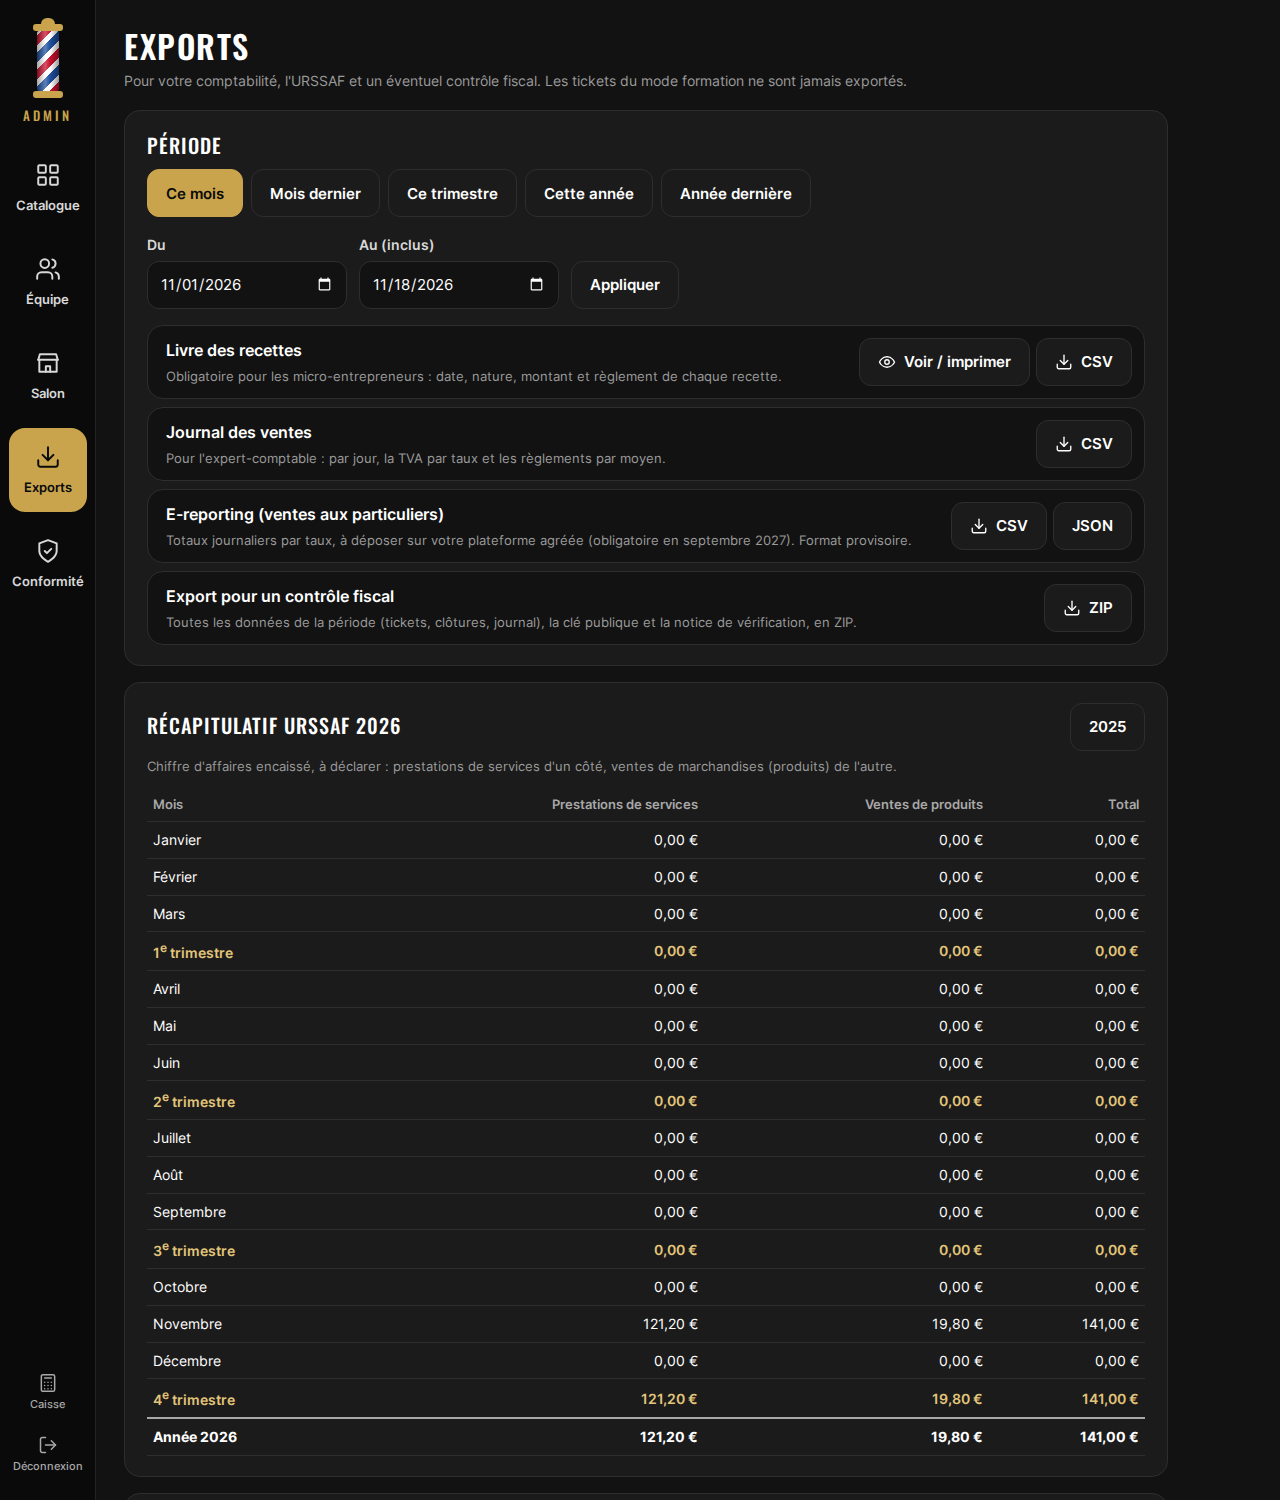 ADMIN
Catalogue
Équipe
Salon
Exports
Conformité
Caisse
Déconnexion
EXPORTS
Pour votre comptabilité, l'URSSAF et un éventuel contrôle fiscal. Les tickets du mode formation ne sont jamais exportés.
PÉRIODE
Ce mois Mois dernier Ce trimestre Cette année Année dernière
Du Au (inclus)
11/01/2026 11/18/2026 Appliquer
Livre des recettes
Obligatoire pour les micro-entrepreneurs : date, nature, montant et règlement de chaque recette.
Voir / imprimer CSV
Journal des ventes
Pour l'expert-comptable : par jour, la TVA par taux et les règlements par moyen.
CSV
E-reporting (ventes aux particuliers)
Totaux journaliers par taux, à déposer sur votre plateforme agréée (obligatoire en septembre 2027). Format provisoire.
CSV JSON
Export pour un contrôle fiscal
Toutes les données de la période (tickets, clôtures, journal), la clé publique et la notice de vérification, en ZIP.
ZIP
RÉCAPITULATIF URSSAF 2026 2025
Chiffre d'affaires encaissé, à déclarer : prestations de services d'un côté, ventes de marchandises (produits) de l'autre.
Mois Prestations de services Ventes de produits Total
Janvier 0,00 € 0,00 € 0,00 €
Février 0,00 € 0,00 € 0,00 €
Mars 0,00 € 0,00 € 0,00 €
1e trimestre 0,00 € 0,00 € 0,00 €
Avril 0,00 € 0,00 € 0,00 €
Mai 0,00 € 0,00 € 0,00 €
Juin 0,00 € 0,00 € 0,00 €
2e trimestre 0,00 € 0,00 € 0,00 €
Juillet 0,00 € 0,00 € 0,00 €
Août 0,00 € 0,00 € 0,00 €
Septembre 0,00 € 0,00 € 0,00 €
3e trimestre 0,00 € 0,00 € 0,00 €
Octobre 0,00 € 0,00 € 0,00 €
Novembre 121,20 € 19,80 € 141,00 €
Décembre 0,00 € 0,00 € 0,00 €
4e trimestre 121,20 € 19,80 € 141,00 €
Année 2026 121,20 € 19,80 € 141,00 €